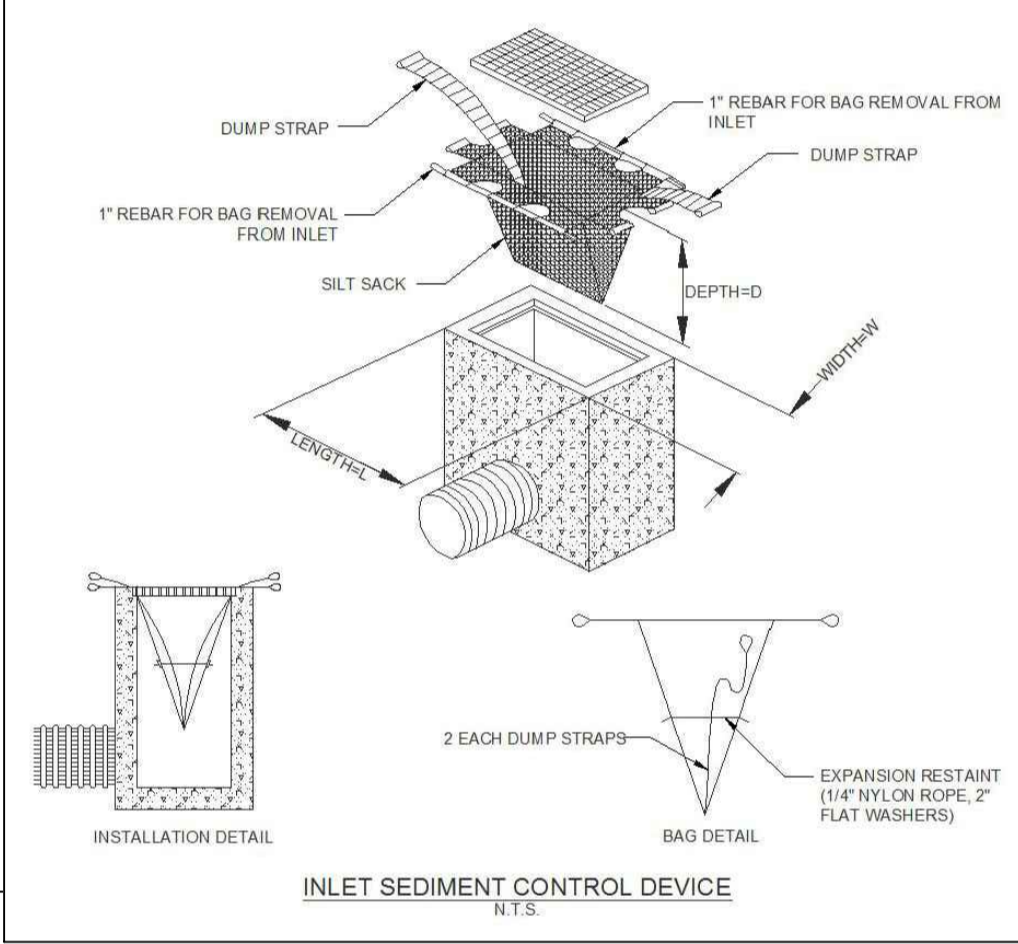 DUMP STRAP
1" REBAR FOR BAG REMOVAL FROM
INLET
DUMP STRAP
1" REBAR FOR BAG REMOVAL
FROM INLET
SILT SACK
DEPTH=D
WIDTH=W
LENGTH=L
2 EACH DUMP STRAPS
EXPANSION RESTAINT
(1/4" NYLON ROPE, 2"
FLAT WASHERS)
INSTALLATION DETAIL
BAG DETAIL
INLET SEDIMENT CONTROL DEVICE
N.T.S.